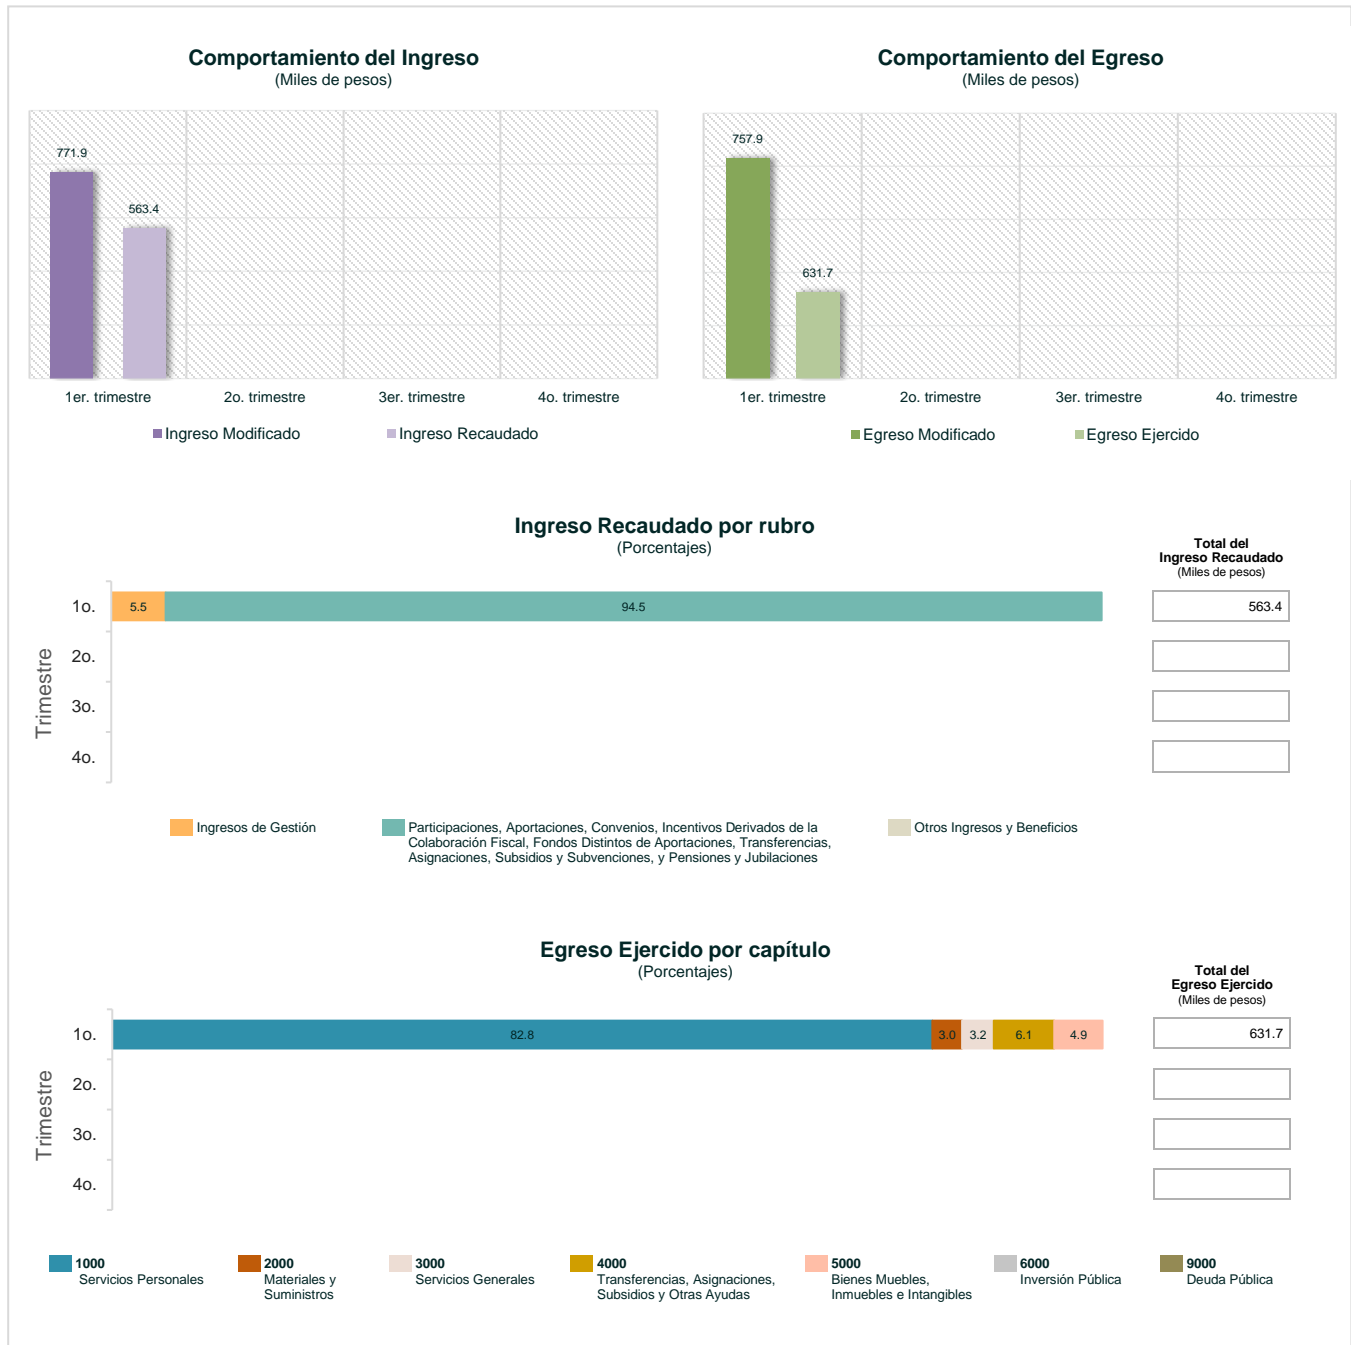 Comportamiento del Ingreso
(Miles de pesos)
771.9
563.4
1er. trimestre
2o. trimestre
3er. trimestre
4o. trimestre
Ingreso Modificado
Ingreso Recaudado
Comportamiento del Egreso
(Miles de pesos)
757.9
631.7
1er. trimestre
2o. trimestre
3er. trimestre
4o. trimestre
Egreso Modificado
Egreso Ejercido
Ingreso Recaudado por rubro
(Porcentajes)
Total del
Ingreso Recaudado
(Miles de pesos)
Trimestre
1o.
5.5
94.5
563.4
2o.
3o.
4o.
Ingresos de Gestión
Participaciones, Aportaciones, Convenios, Incentivos Derivados de la
Colaboración Fiscal, Fondos Distintos de Aportaciones, Transferencias,
Asignaciones, Subsidios y Subvenciones, y Pensiones y Jubilaciones
Otros Ingresos y Beneficios
Egreso Ejercido por capítulo
(Porcentajes)
Total del
Egreso Ejercido
(Miles de pesos)
Trimestre
1o.
82.8
3.0
3.2
6.1
4.9
631.7
2o.
3o.
4o.
1000
Servicios Personales
2000
Materiales y
Suministros
3000
Servicios Generales
4000
Transferencias, Asignaciones,
Subsidios y Otras Ayudas
5000
Bienes Muebles,
Inmuebles e Intangibles
6000
Inversión Pública
9000
Deuda Pública